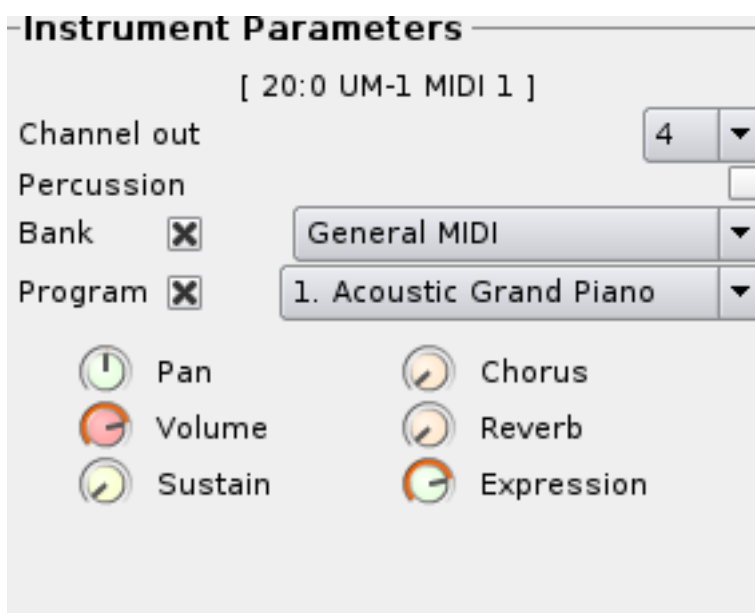 Instrument Parameters
[ 20:0 UM-1 MIDI 1 ]
Channel out 4
Percussion
Bank General MIDI
Program 1. Acoustic Grand Piano
Pan Chorus
Volume Reverb
Sustain Expression